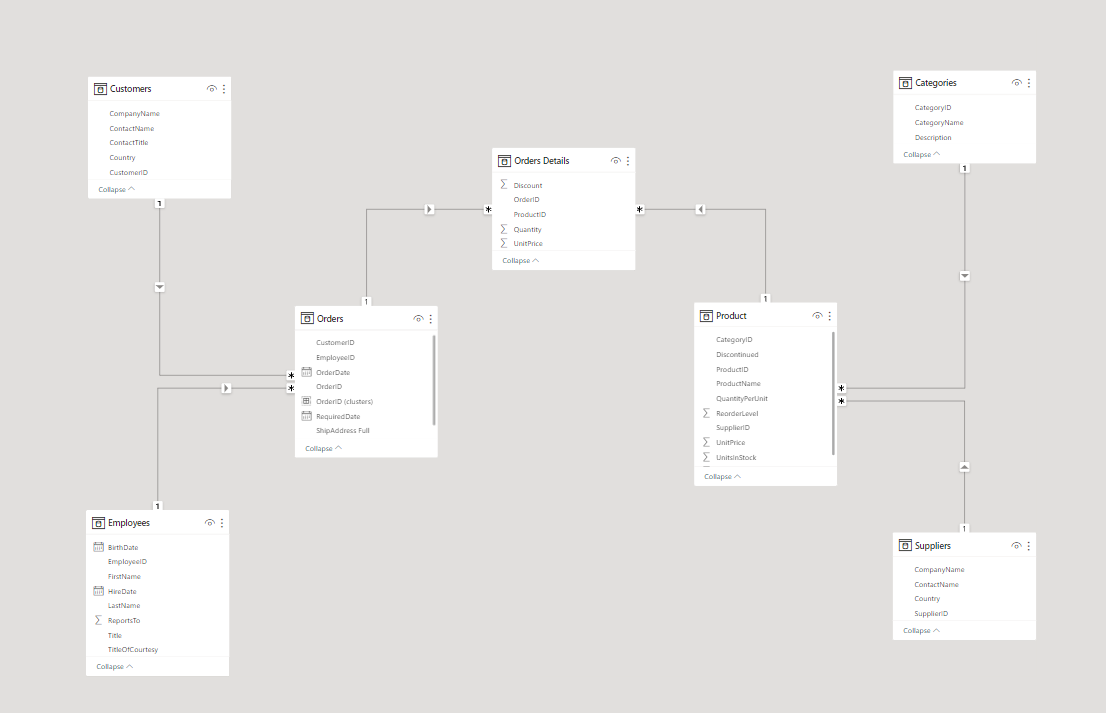 Customers
CompanyName
ContactName
ContactTitle
Country
CustomerID
Collapse
1
Categories
CategoryID
CategoryName
Description
Collapse
1
Orders Details
Discount
OrderID
ProductID
Quantity
UnitPrice
Collapse
*
*
1
Orders
CustomerID
EmployeeID
OrderDate
OrderID
OrderID (clusters)
RequiredDate
ShipAddress Full
Collapse
*
*
1
Product
CategoryID
Discontinued
ProductID
ProductName
QuantityPerUnit
ReorderLevel
SupplierID
UnitPrice
UnitsInStock
Collapse
*
*
1
Employees
BirthDate
EmployeeID
FirstName
HireDate
LastName
ReportsTo
Title
TitleOfCourtesy
Collapse
1
Suppliers
CompanyName
ContactName
Country
SupplierID
Collapse